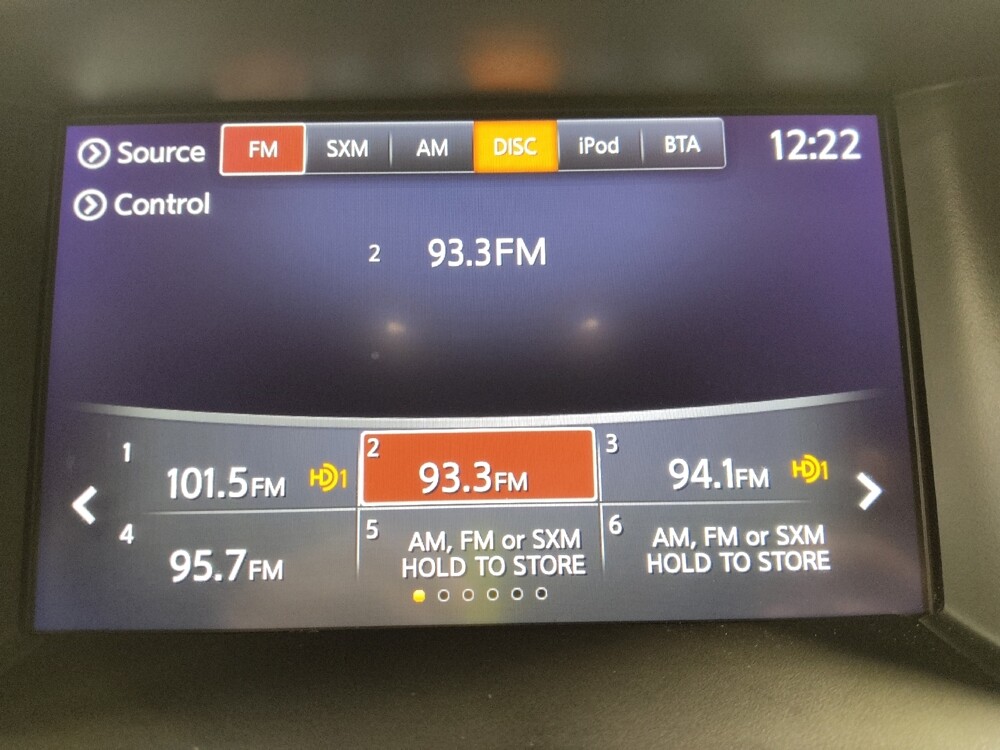 Source FM SXM AM DISC iPod BTA 12:22
Control
2 93.3FM
1 2 3
101.5FM HD1 93.3FM 94.1FM HD1
4 5 AM, FM or SXM 6 AM, FM or SXM
95.7FM HOLD TO STORE HOLD TO STORE